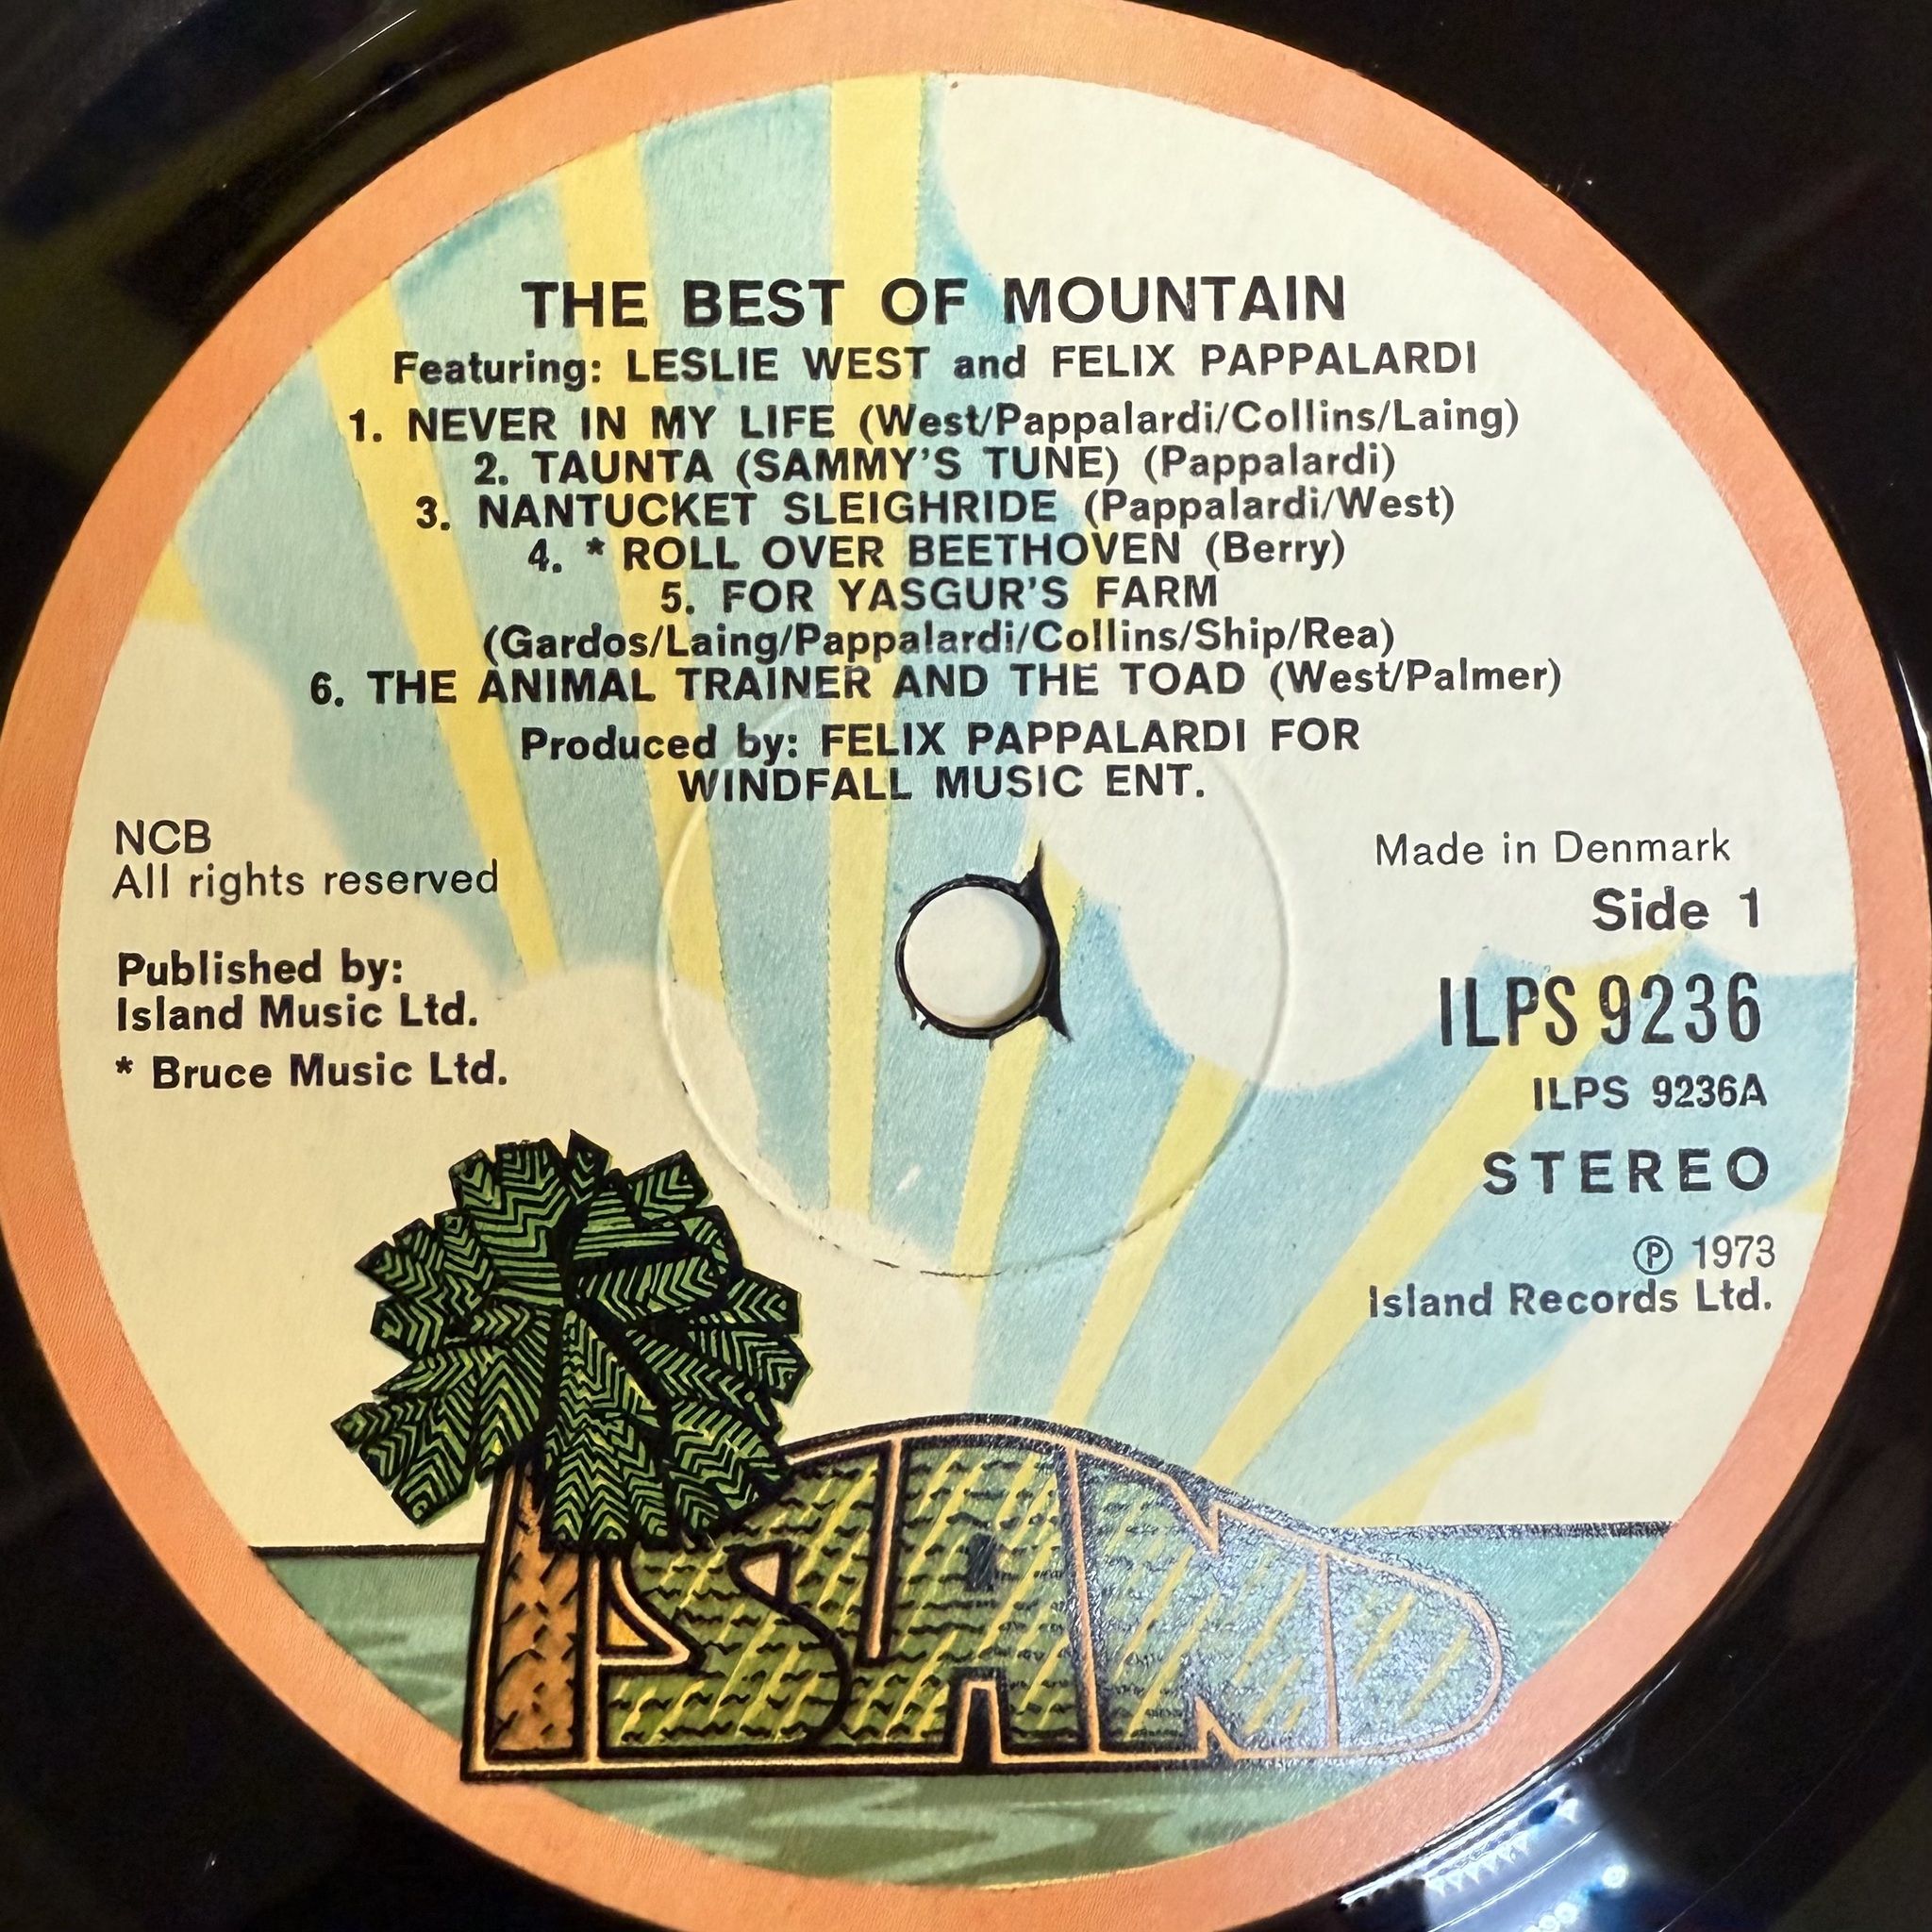 THE BEST OF MOUNTAIN
Featuring: LESLIE WEST and FELIX PAPPALARDI
1. NEVER IN MY LIFE (West/Pappalardi/Collins/Laing)
2. TAUNTA (SAMMY'S TUNE) (Pappalardi)
3. NANTUCKET SLEIGHRIDE (Pappalardi/West)
4. * ROLL OVER BEETHOVEN (Berry)
5. FOR YASGUR'S FARM
(Gardos/Laing/Pappalardi/Collins/Ship/Rea)
6. THE ANIMAL TRAINER AND THE TOAD (West/Palmer)
Produced by: FELIX PAPPALARDI FOR
WINDFALL MUSIC ENT.
NCB
All rights reserved
Published by:
Island Music Ltd.
* Bruce Music Ltd.
Made in Denmark
Side 1
ILPS 9236
ILPS 9236A
STEREO
℗ 1973
Island Records Ltd.
ISLAND